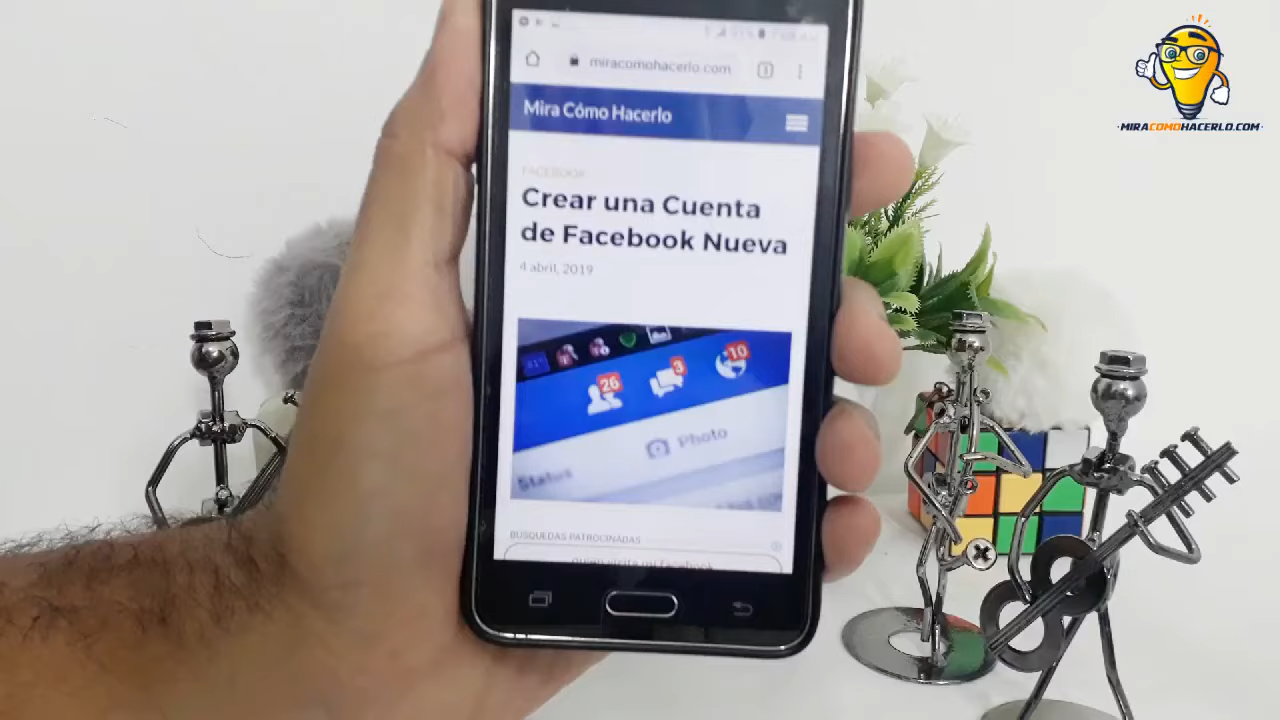 miracomohacerlo.com
Mira Cómo Hacerlo
FACEBOOK
Crear una Cuenta
de Facebook Nueva
4 abril, 2019
26
3
10
Photo
Status
BÚSQUEDAS PATROCINADAS
MIRACOMOHACERLO.COM